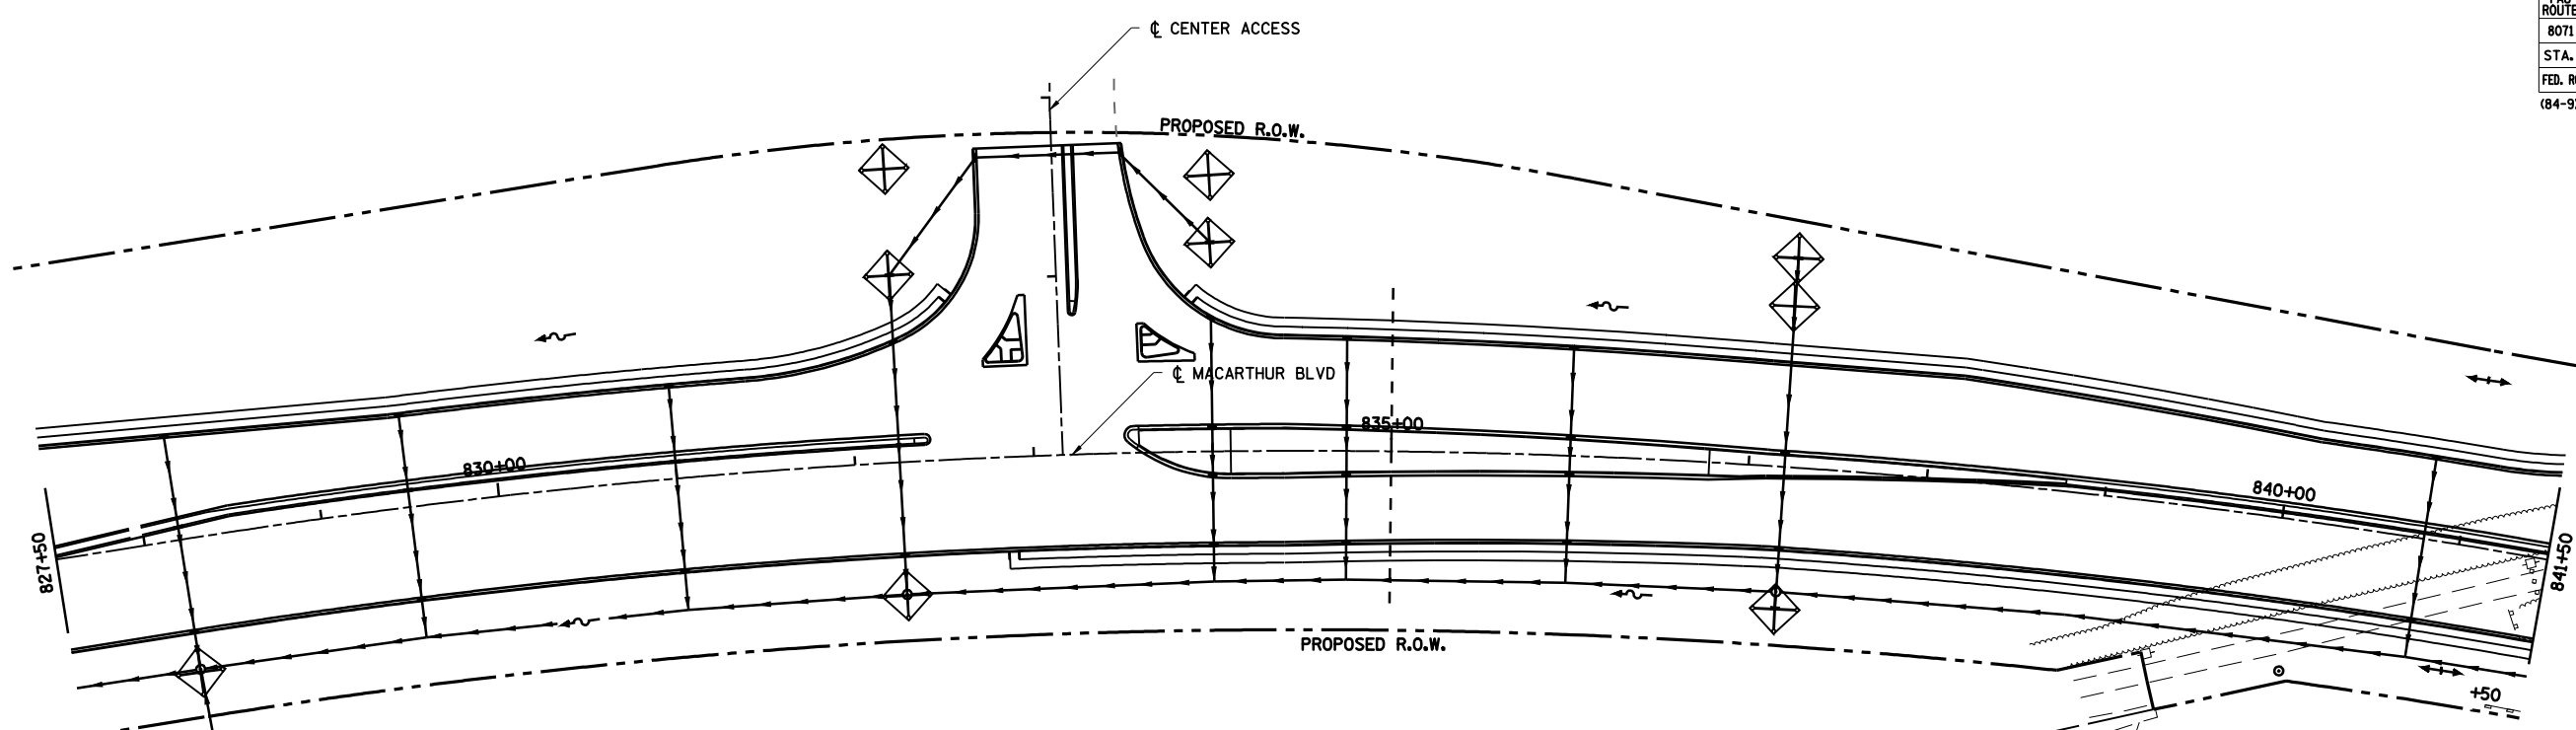 ROUTE
8071
STA.
FED. R
(84-9
℄ CENTER ACCESS
PROPOSED R.O.W.
℄ MACARTHUR BLVD
835+00
830+00
840+00
827+50
841+50
PROPOSED R.O.W.
+50